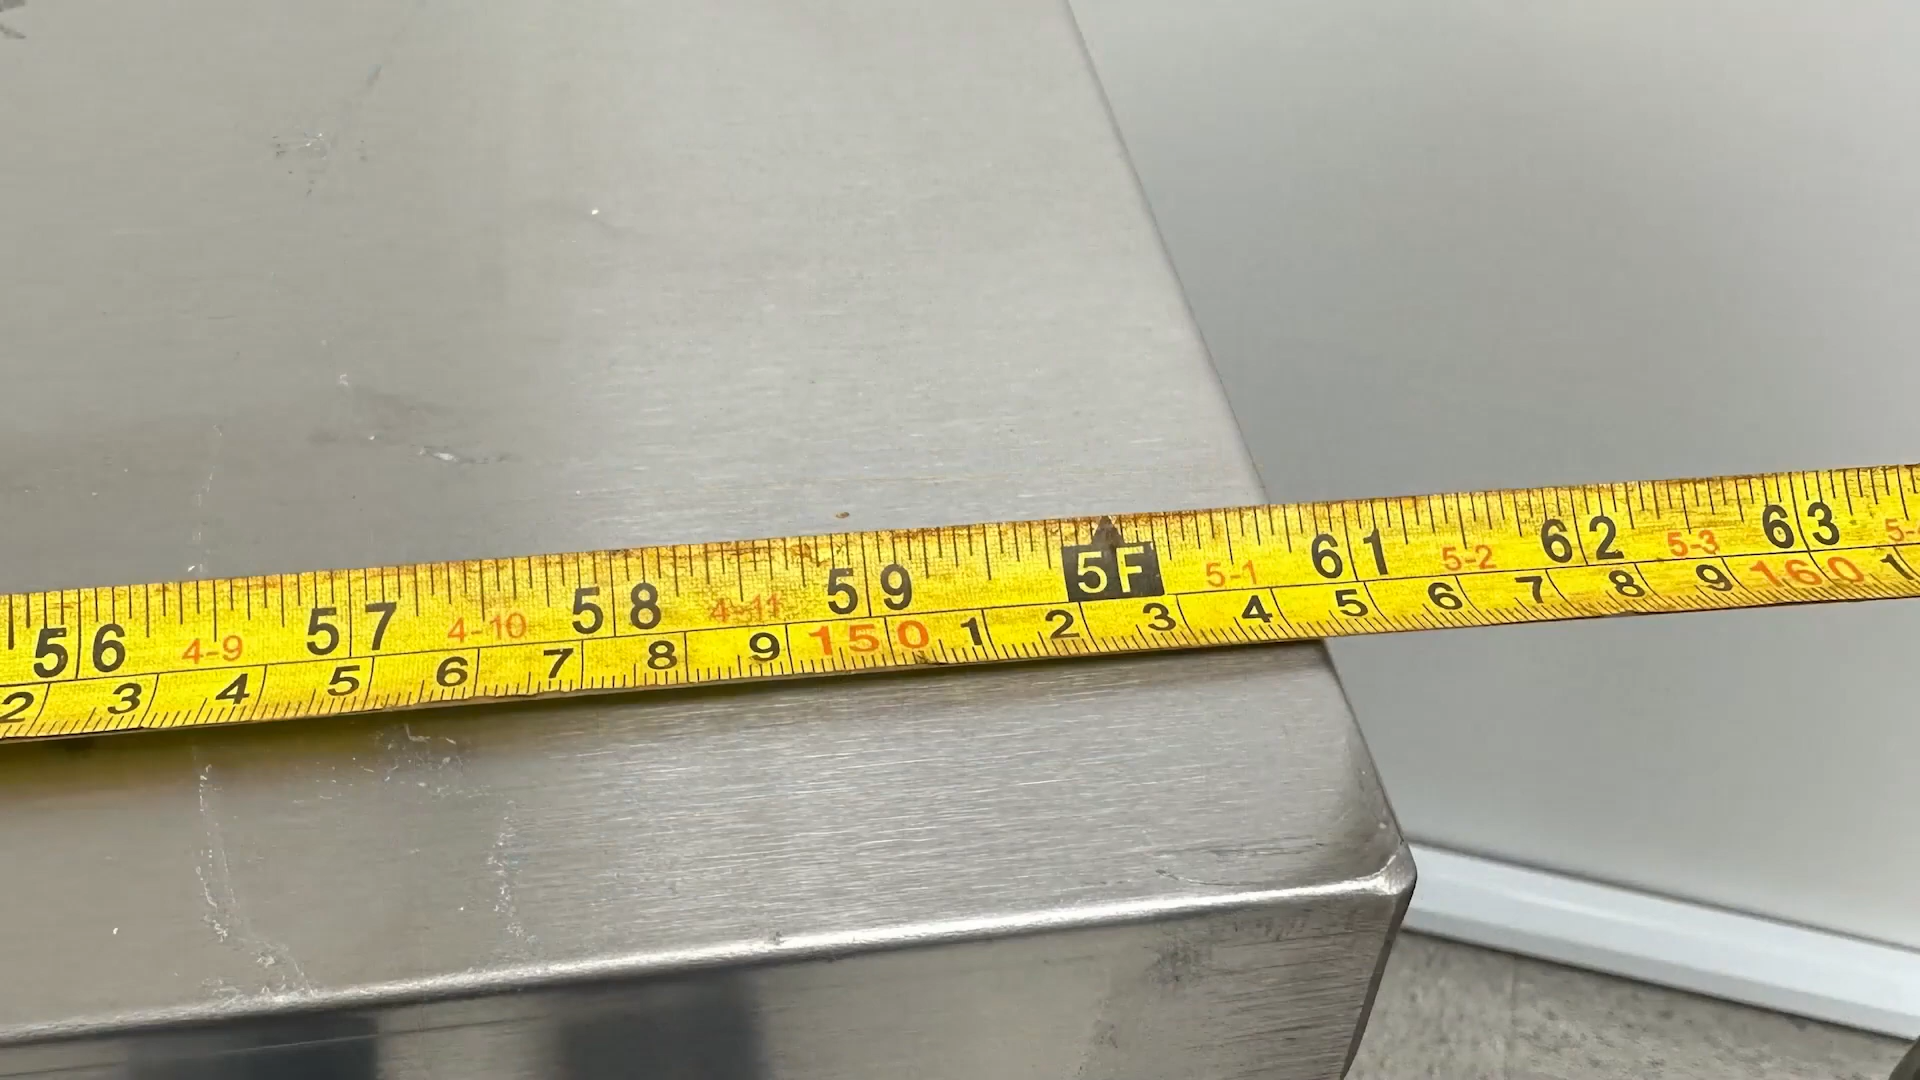 56 4-9 57 4-10 58 4-11 59 5F 5-1 61 5-2 62 5-3 63
2 3 4 5 6 7 8 9 150 1 2 3 4 5 6 7 8 9 160 1